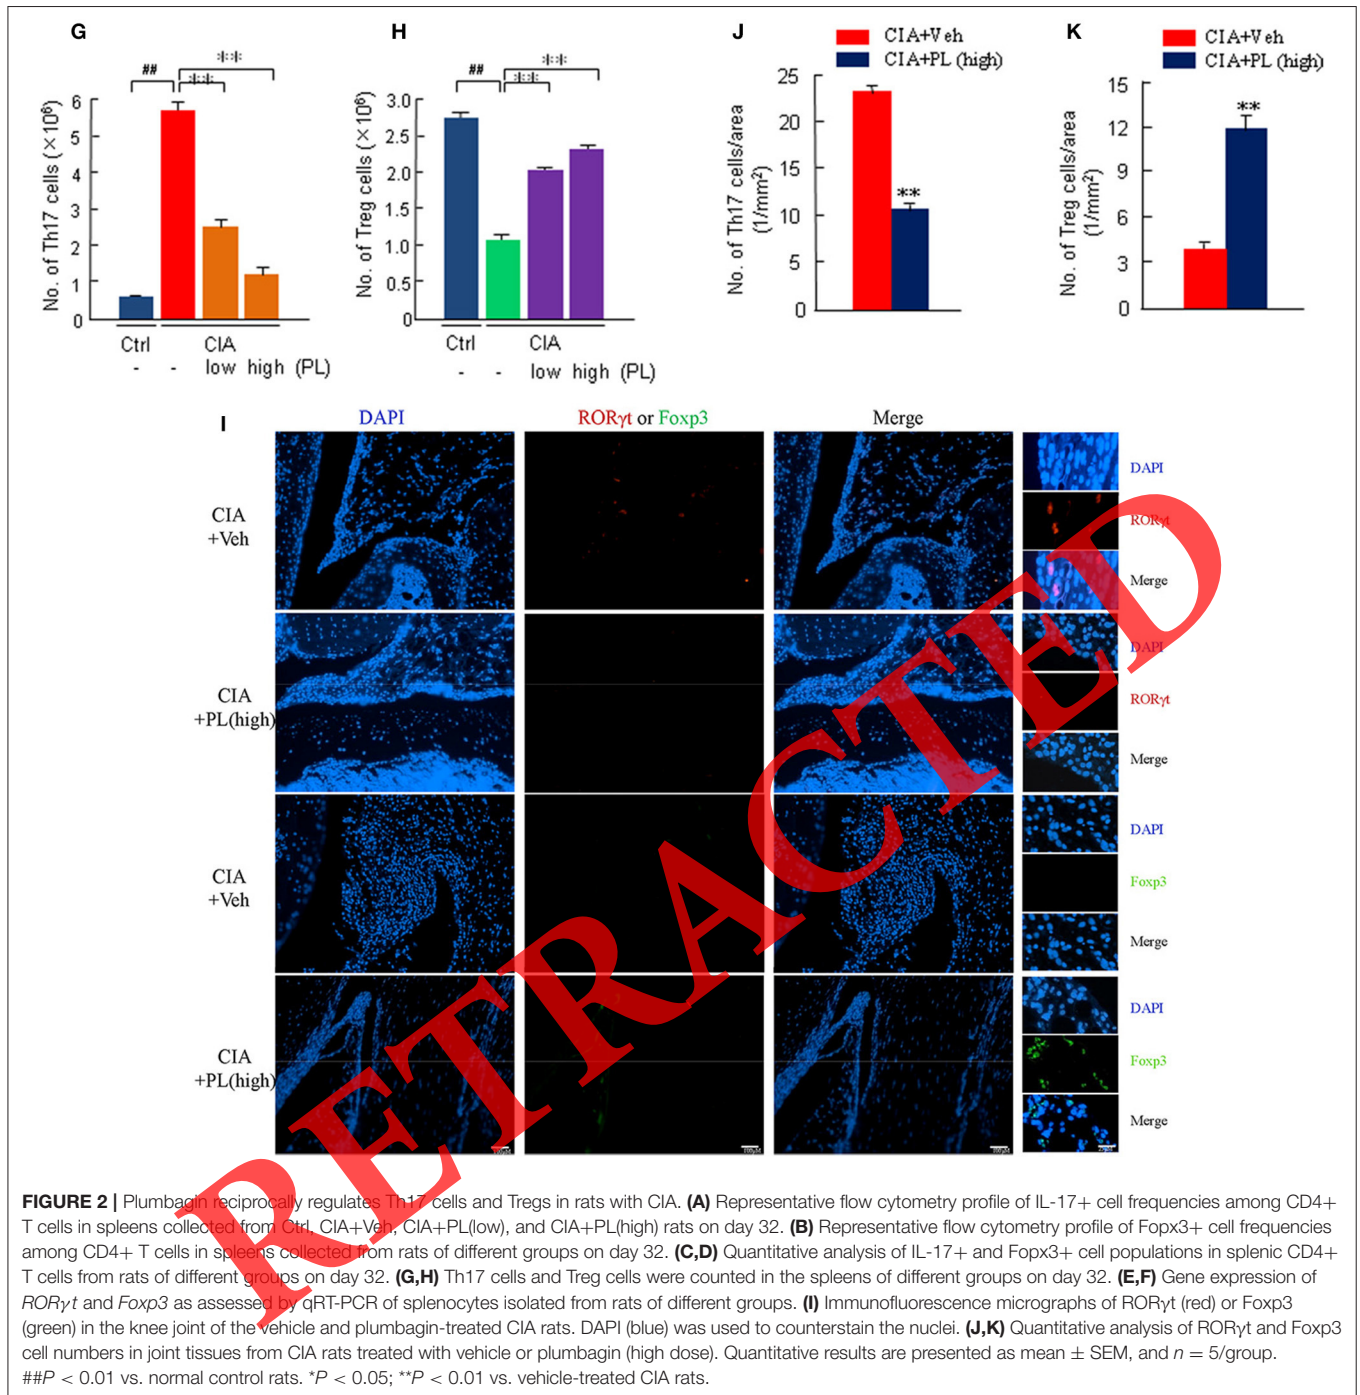 G
##
**
**
No. of Th17 cells (×10⁶)
6
5
4
3
2
1
0
Ctrl CIA
- - low high (PL)
H
##
**
**
No. of Treg cells (×10⁶)
3.0
2.5
2.0
1.0
0.5
0
Ctrl CIA
- - low high (PL)
J
CIA+Veh
CIA+PL (high)
No. of Th17 cells/area
(1/mm²)
25
20
15
10
5
0
**
K
CIA+Veh
CIA+PL (high)
No. of Treg cells/area
(1/mm²)
15
12
9
6
3
0
**
I
DAPI RORγt or Foxp3 Merge
CIA
+Veh
DAPI
RORγt
Merge
CIA
+PL(high)
DAPI
RORγt
Merge
CIA
+Veh
DAPI
Foxp3
Merge
CIA
+PL(high)
DAPI
Foxp3
Merge
100μM
100μM
RETRACTED
FIGURE 2 | Plumbagin reciprocally regulates Th17 cells and Tregs in rats with CIA. (A) Representative flow cytometry profile of IL-17+ cell frequencies among CD4+
T cells in spleens collected from Ctrl, CIA+Veh, CIA+PL(low), and CIA+PL(high) rats on day 32. (B) Representative flow cytometry profile of Fopx3+ cell frequencies
among CD4+ T cells in spleens collected from rats of different groups on day 32. (C,D) Quantitative analysis of IL-17+ and Fopx3+ cell populations in splenic CD4+
T cells from rats of different groups on day 32. (G,H) Th17 cells and Treg cells were counted in the spleens of different groups on day 32. (E,F) Gene expression of
RORγt and Foxp3 as assessed by qRT-PCR of splenocytes isolated from rats of different groups. (I) Immunofluorescence micrographs of RORγt (red) or Foxp3
(green) in the knee joint of the vehicle and plumbagin-treated CIA rats. DAPI (blue) was used to counterstain the nuclei. (J,K) Quantitative analysis of RORγt and Foxp3
cell numbers in joint tissues from CIA rats treated with vehicle or plumbagin (high dose). Quantitative results are presented as mean ± SEM, and n = 5/group.
##P < 0.01 vs. normal control rats. *P < 0.05; **P < 0.01 vs. vehicle-treated CIA rats.